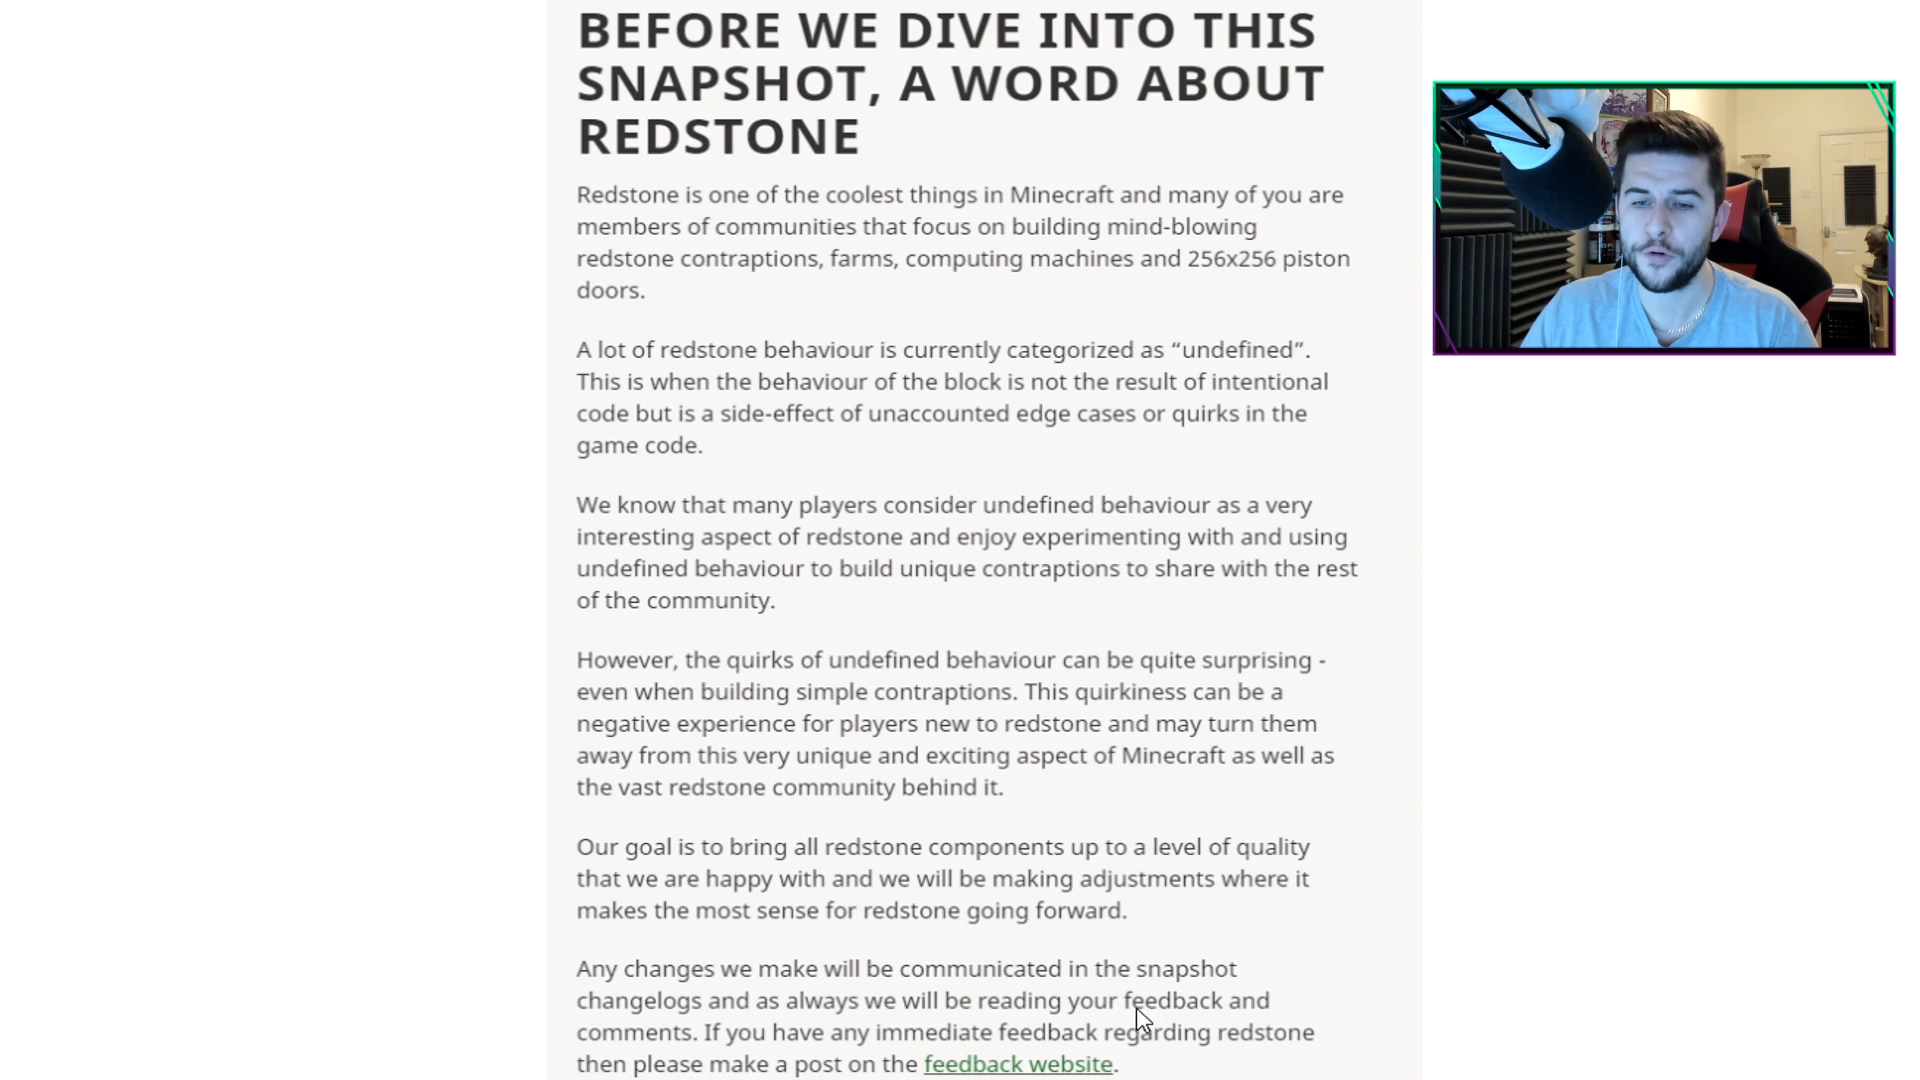 BEFORE WE DIVE INTO THIS
SNAPSHOT, A WORD ABOUT
REDSTONE
Redstone is one of the coolest things in Minecraft and many of you are
members of communities that focus on building mind-blowing
redstone contraptions, farms, computing machines and 256x256 piston
doors.
A lot of redstone behaviour is currently categorized as “undefined”.
This is when the behaviour of the block is not the result of intentional
code but is a side-effect of unaccounted edge cases or quirks in the
game code.
We know that many players consider undefined behaviour as a very
interesting aspect of redstone and enjoy experimenting with and using
undefined behaviour to build unique contraptions to share with the rest
of the community.
However, the quirks of undefined behaviour can be quite surprising -
even when building simple contraptions. This quirkiness can be a
negative experience for players new to redstone and may turn them
away from this very unique and exciting aspect of Minecraft as well as
the vast redstone community behind it.
Our goal is to bring all redstone components up to a level of quality
that we are happy with and we will be making adjustments where it
makes the most sense for redstone going forward.
Any changes we make will be communicated in the snapshot
changelogs and as always we will be reading your feedback and
comments. If you have any immediate feedback regarding redstone
then please make a post on the feedback website.